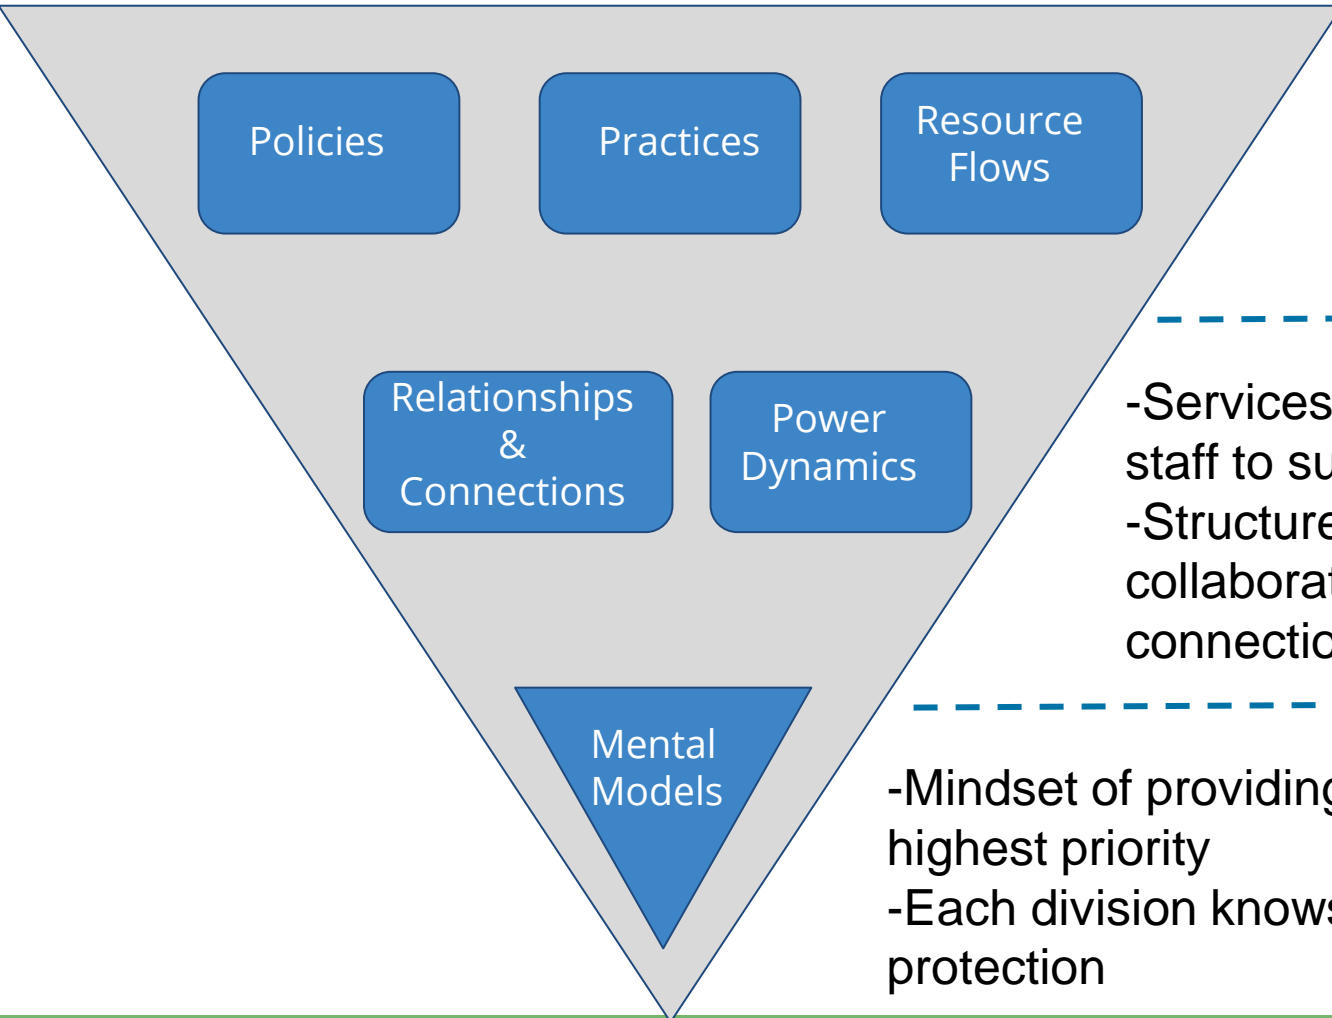 Policies
Practices
Resource
Flows
Relationships
&
Connections
Power
Dynamics
-Services
staff to su
-Structure
collaborat
connectio
Mental
Models
-Mindset of providing
highest priority
-Each division knows
protection